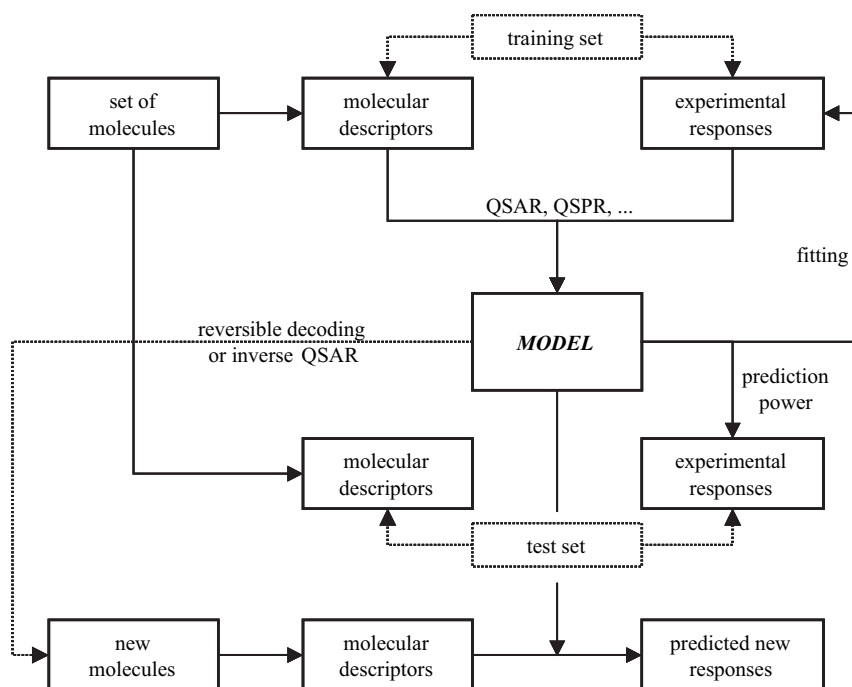 training set
set of
molecules
molecular
descriptors
experimental
responses
QSAR, QSPR, ...
fitting
reversible decoding
or inverse QSAR
MODEL
prediction
power
molecular
descriptors
experimental
responses
test set
new
molecules
molecular
descriptors
predicted new
responses